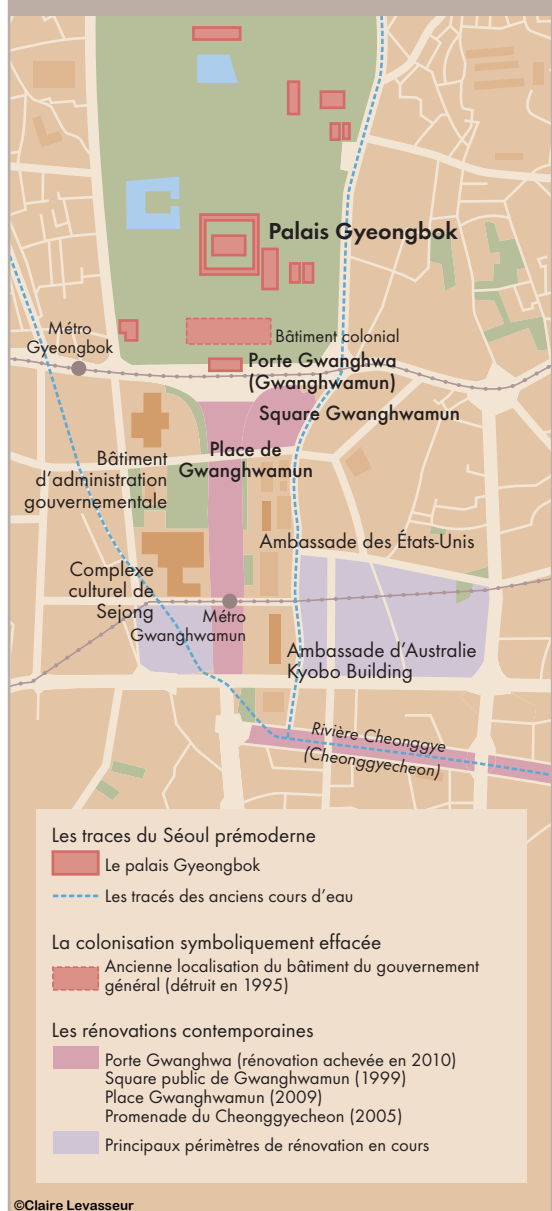 Palais Gyeongbok
Métro
Gyeongbok
Bâtiment colonial
Porte Gwanghwa
(Gwanghwamun)
Square Gwanghwamun
Place de
Gwanghwamun
Bâtiment
d'administration
gouvernementale
Ambassade des États-Unis
Complexe
culturel de
Sejong
Métro
Gwanghwamun
Ambassade d'Australie
Kyobo Building
Rivière Cheonggye
(Cheonggyecheon)
Les traces du Séoul prémoderne
Le palais Gyeongbok
Les tracés des anciens cours d'eau
La colonisation symboliquement effacée
Ancienne localisation du bâtiment du gouvernement
général (détruit en 1995)
Les rénovations contemporaines
Porte Gwanghwa (rénovation achevée en 2010)
Square public de Gwanghwamun (1999)
Place Gwanghwamun (2009)
Promenade du Cheonggyecheon (2005)
Principaux périmètres de rénovation en cours
©Claire Levasseur